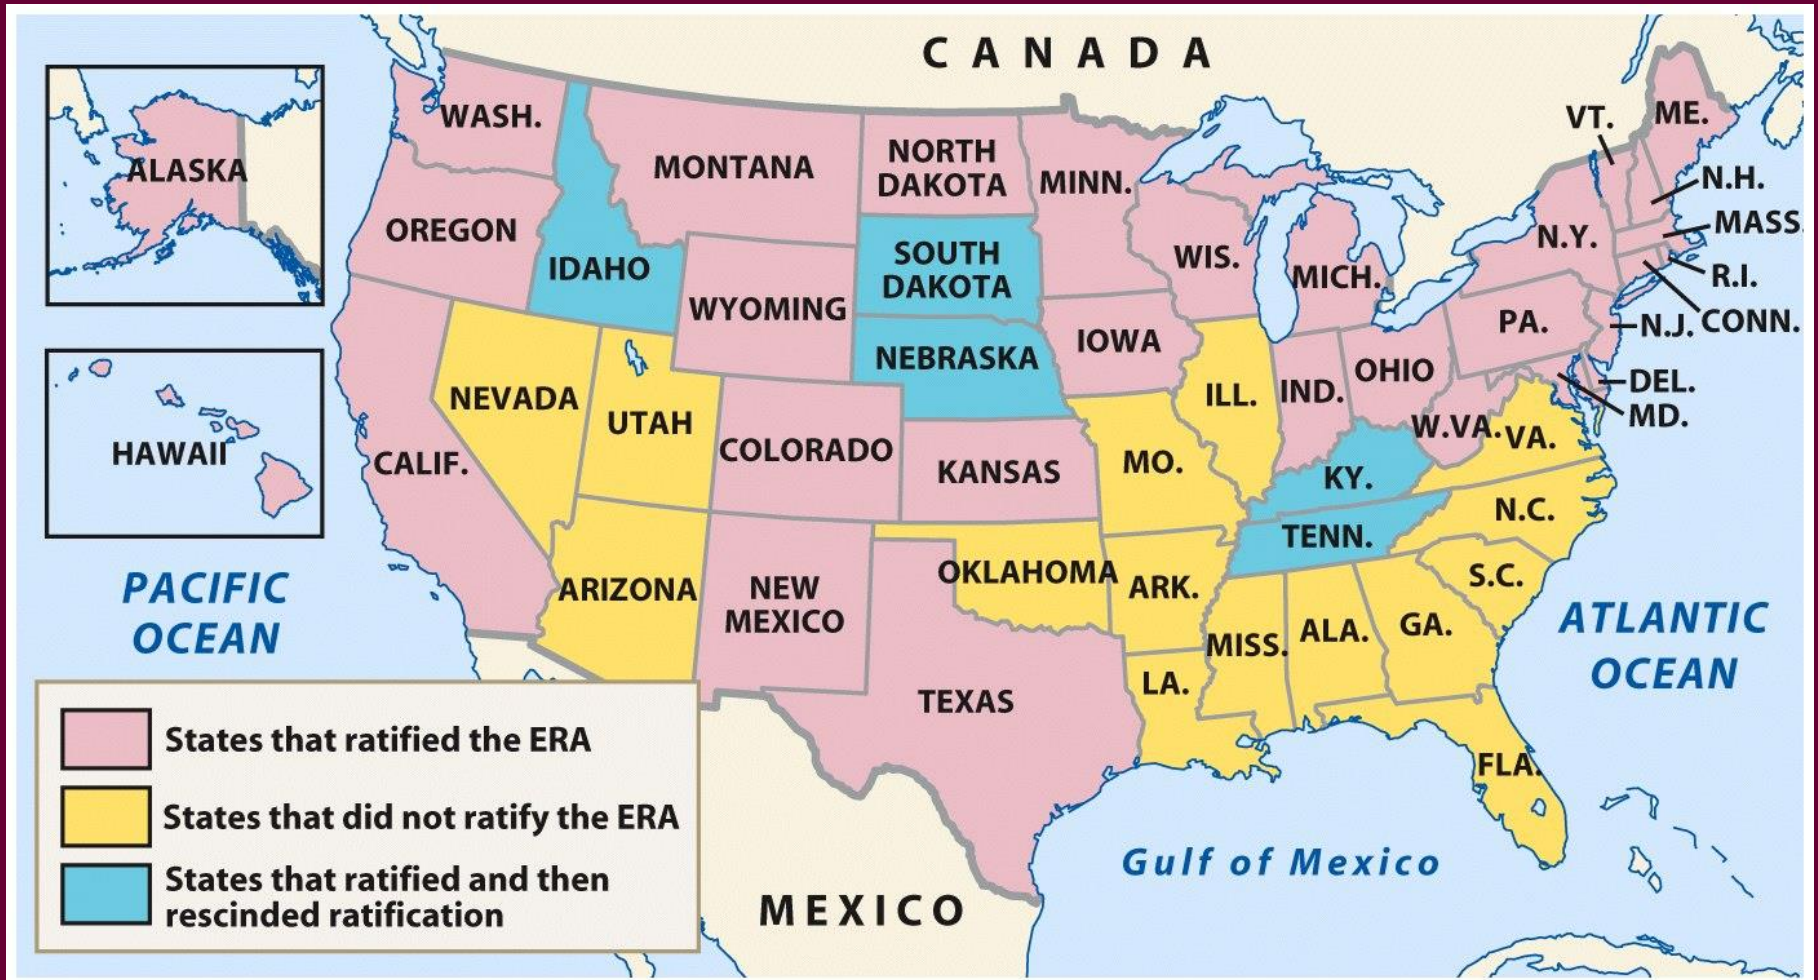 CANADA
WASH.
MONTANA
NORTH
DAKOTA
MINN.
VT.
ME.
ALASKA
OREGON
IDAHO
SOUTH
DAKOTA
WIS.
MICH.
N.Y.
N.H.
MASS.
R.I.
CONN.
N.J.
PA.
WYOMING
NEBRASKA
IOWA
ILL.
IND.
OHIO
DEL.
MD.
HAWAII
CALIF.
NEVADA
UTAH
COLORADO
KANSAS
MO.
KY.
W.VA.
VA.
N.C.
TENN.
S.C.
ARIZONA
NEW
MEXICO
OKLAHOMA
ARK.
MISS.
ALA.
GA.
TEXAS
LA.
FLA.
PACIFIC
OCEAN
ATLANTIC
OCEAN
Gulf of Mexico
MEXICO
States that ratified the ERA
States that did not ratify the ERA
States that ratified and then
rescinded ratification